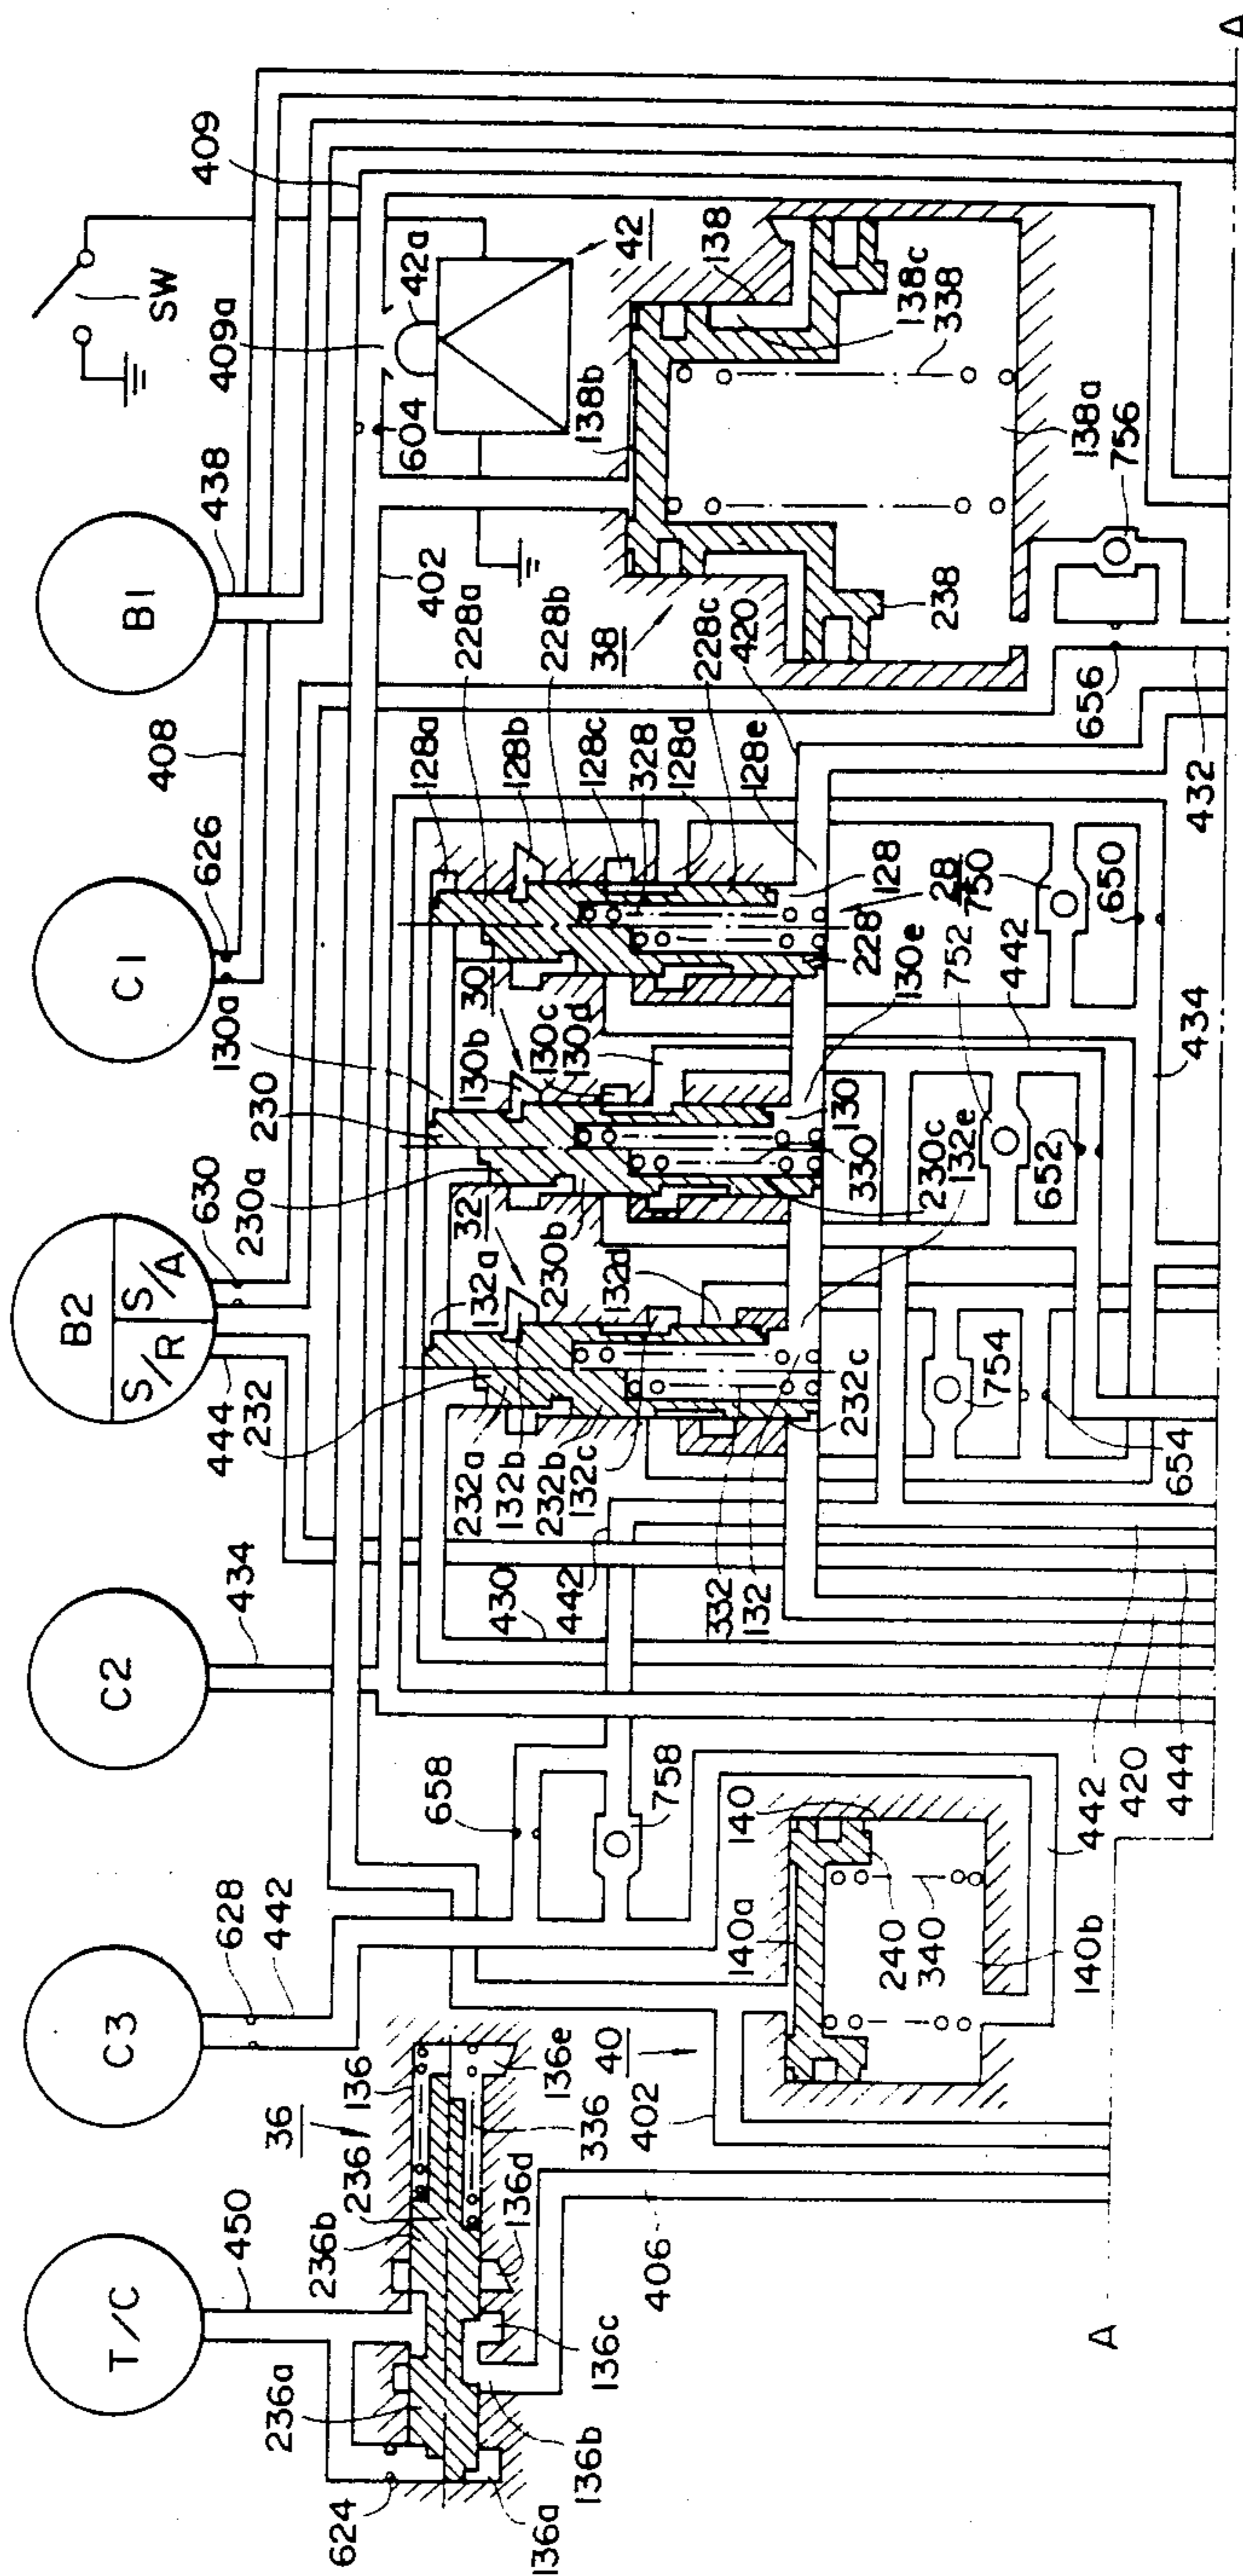 T/C
C3
C2
B2
S/R
S/A
C1
B1
SW
450
628
442
434
444
232
630
230a
230
130a
626
408
438
409a
409
42a
604
42
624
236a
236b
236
36
136
136a
136b
136c
136d
136e
336
40
402
406
658
758
140a
140
240
340
140b
442
430
442
332
132
232a
132b
232b
132c
232c
132a
32
230b
132d
130b
30
130c
130d
128a
228a
128b
228b
128c
328
128d
228c
128e
420
402
38
138b
138
138c
338
138a
238
756
656
432
128
28
228
750
650
130e
752
442
434
130
330
230c
132e
652
754
654
442
420
444
A
A